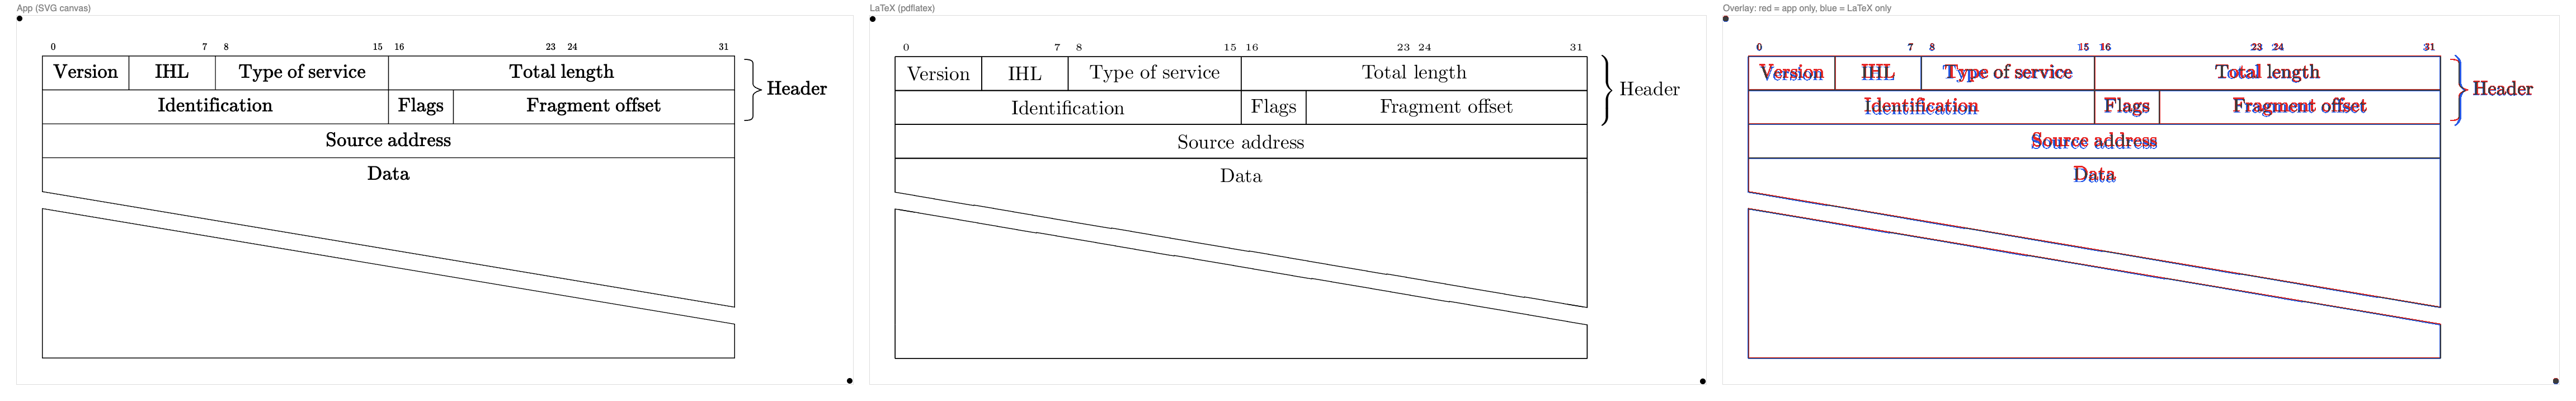 App (SVG canvas)
0 7 8 15 16 23 24 31
Version IHL Type of service Total length
Header
Identification Flags Fragment offset
Source address
Data
LaTeX (pdflatex)
0 7 8 15 16 23 24 31
Version IHL Type of service Total length
Header
Identification Flags Fragment offset
Source address
Data
Overlay: red = app only, blue = LaTeX only
0 7 8 15 16 23 24 31
Version IHL Type of service Total length
Header
Identification Flags Fragment offset
Source address
Data